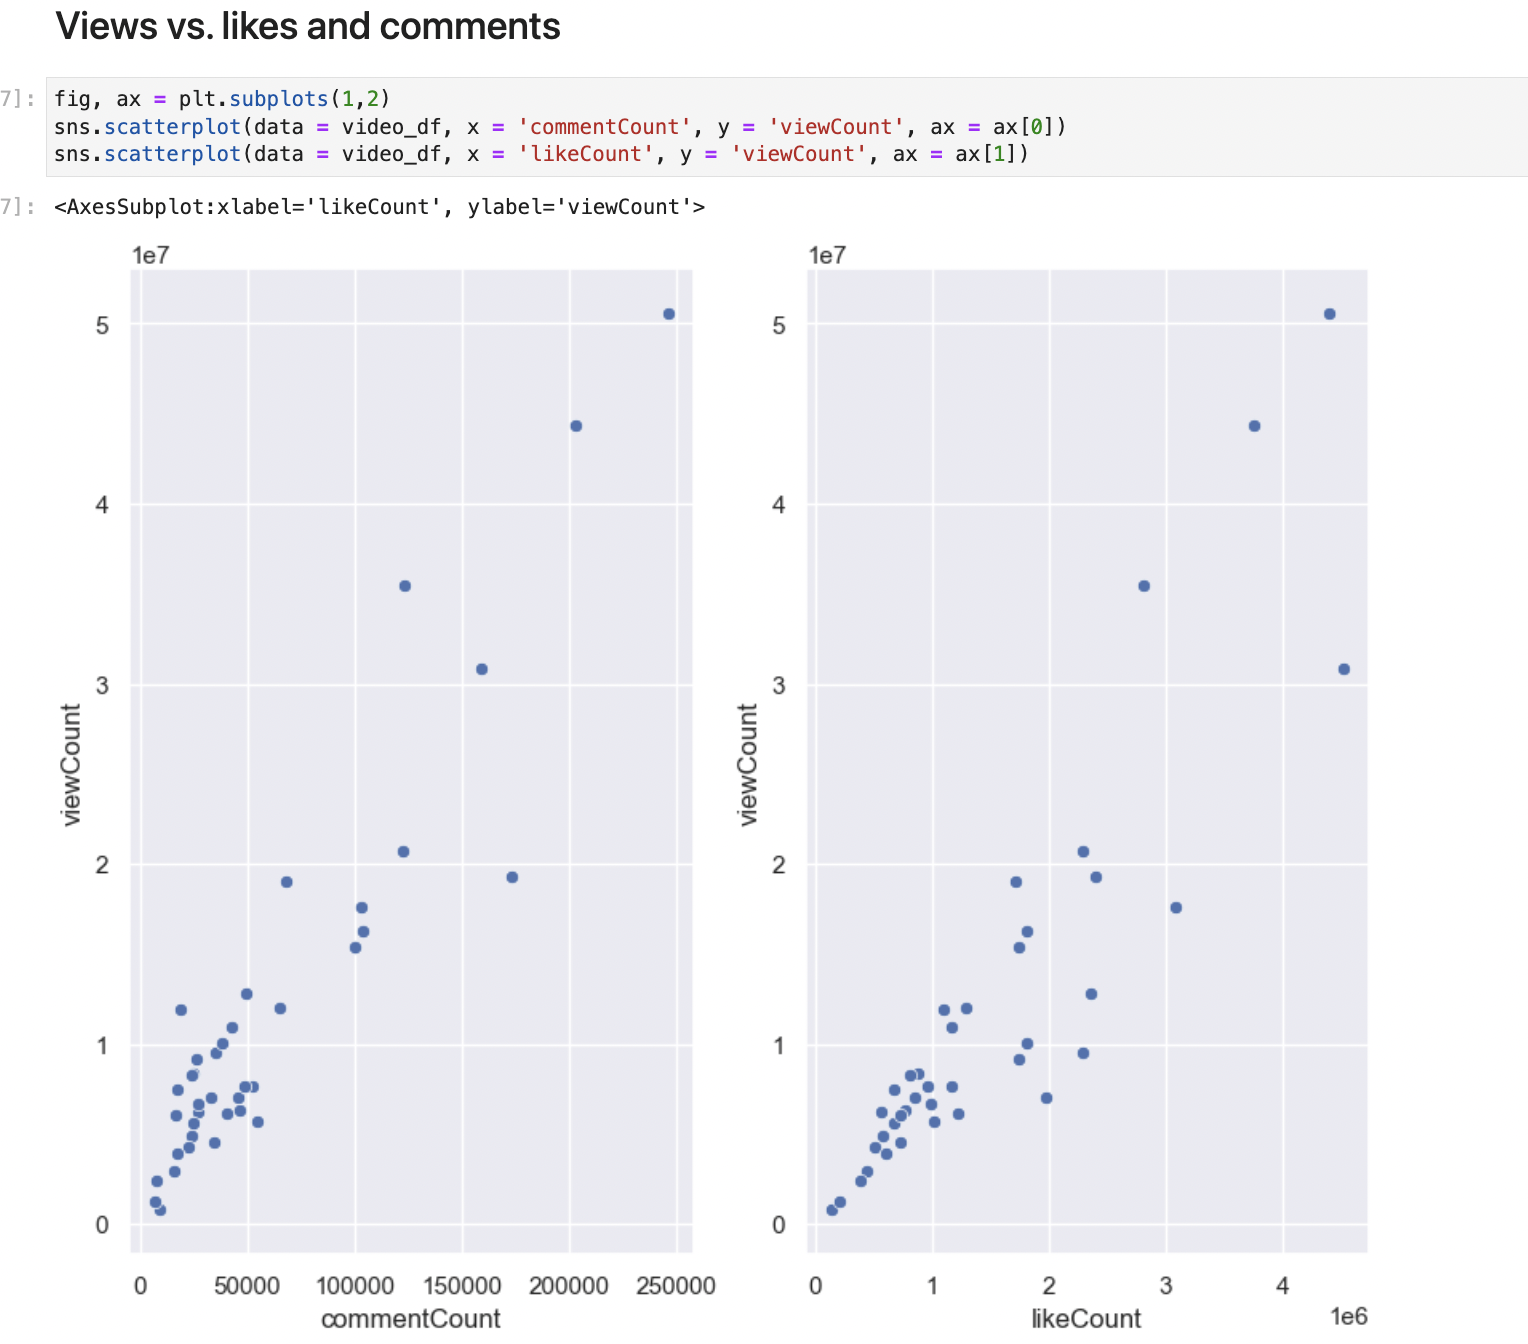 Views vs. likes and comments
7]: fig, ax = plt.subplots(1,2)
sns.scatterplot(data = video_df, x = 'commentCount', y = 'viewCount', ax = ax[0])
sns.scatterplot(data = video_df, x = 'likeCount', y = 'viewCount', ax = ax[1])
7]: <AxesSubplot:xlabel='likeCount', ylabel='viewCount'>
1e7
5
4
3
2
1
0
viewCount
0 50000 100000 150000 200000 250000
commentCount
1e7
5
4
3
2
1
0
viewCount
0 1 2 3 4
1e6
likeCount